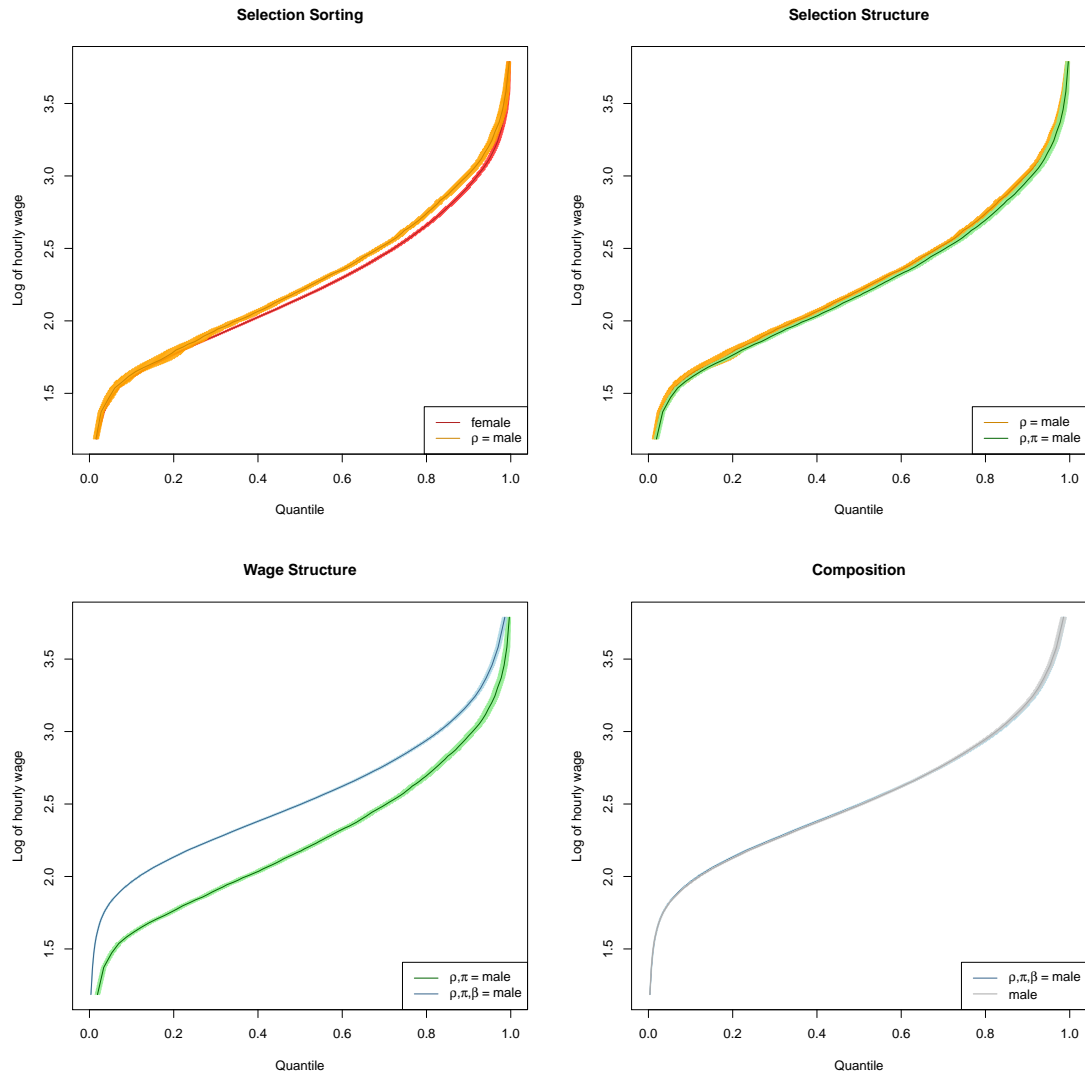 Selection Sorting
Log of hourly wage
3.5
3.0
2.5
2.0
1.5
female
ρ = male
0.0 0.2 0.4 0.6 0.8 1.0
Quantile
Selection Structure
Log of hourly wage
3.5
3.0
2.5
2.0
1.5
ρ = male
ρ,π = male
0.0 0.2 0.4 0.6 0.8 1.0
Quantile
Wage Structure
Log of hourly wage
3.5
3.0
2.5
2.0
1.5
ρ,π = male
ρ,π,β = male
0.0 0.2 0.4 0.6 0.8 1.0
Quantile
Composition
Log of hourly wage
3.5
3.0
2.5
2.0
1.5
ρ,π,β = male
male
0.0 0.2 0.4 0.6 0.8 1.0
Quantile